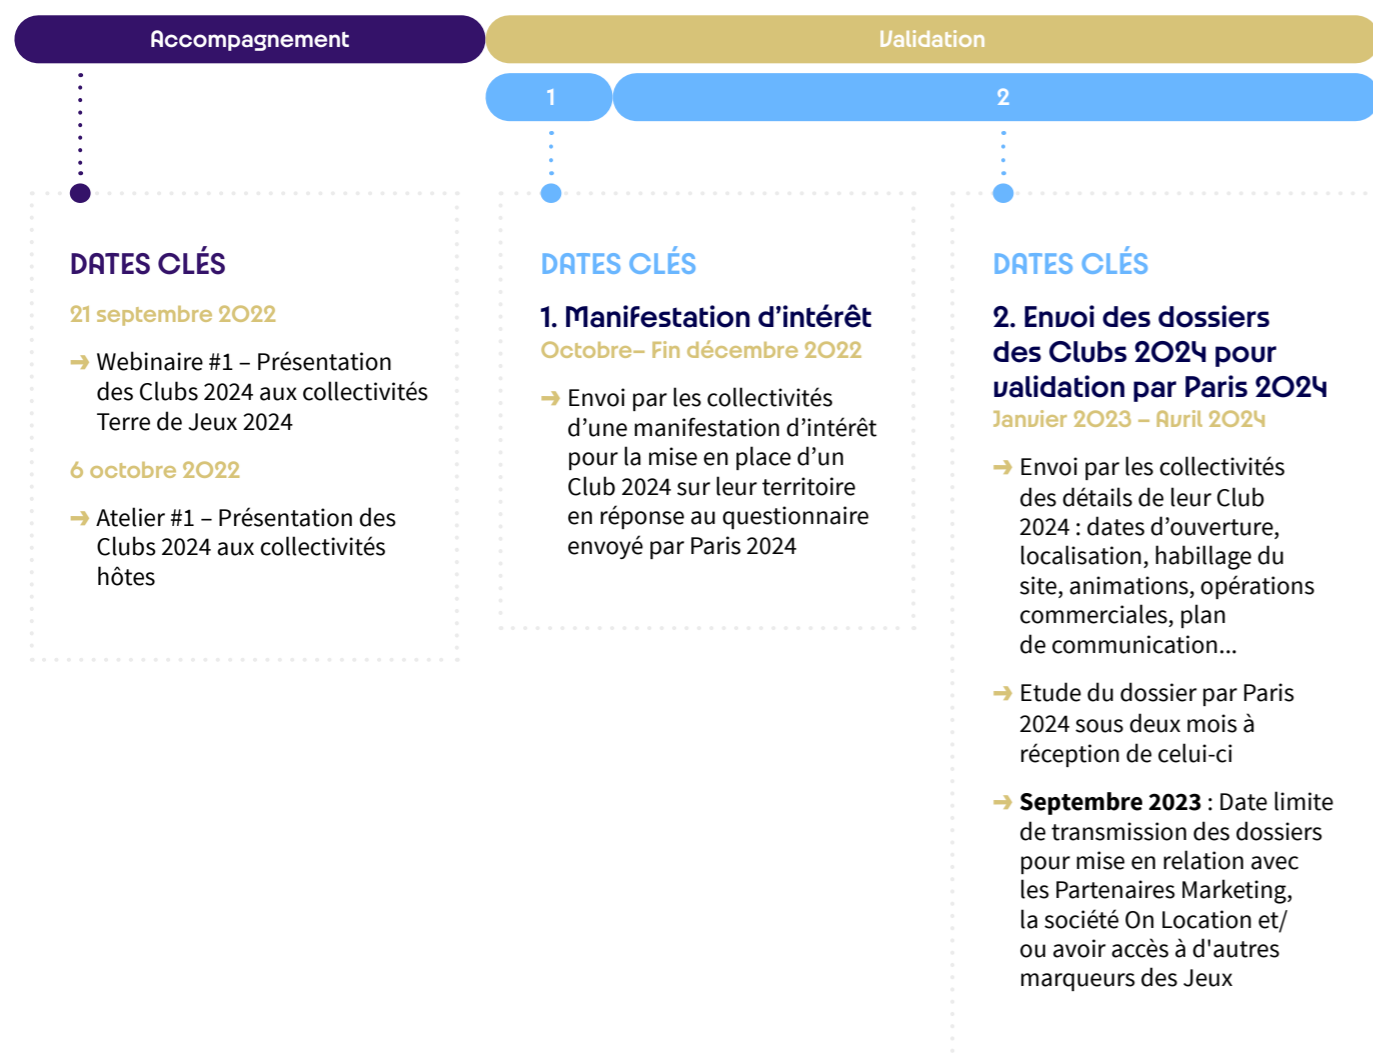 Accompagnement
Validation
1
2
DATES CLÉS
21 septembre 2022
➔ Webinaire #1 – Présentation
des Clubs 2024 aux collectivités
Terre de Jeux 2024
6 octobre 2022
➔ Atelier #1 – Présentation des
Clubs 2024 aux collectivités
hôtes
DATES CLÉS
1. Manifestation d’intérêt
Octobre– Fin décembre 2022
➔ Envoi par les collectivités
d’une manifestation d’intérêt
pour la mise en place d’un
Club 2024 sur leur territoire
en réponse au questionnaire
envoyé par Paris 2024
DATES CLÉS
2. Envoi des dossiers
des Clubs 2024 pour
validation par Paris 2024
Janvier 2023 – Avril 2024
➔ Envoi par les collectivités
des détails de leur Club
2024 : dates d’ouverture,
localisation, habillage du
site, animations, opérations
commerciales, plan
de communication...
➔ Etude du dossier par Paris
2024 sous deux mois à
réception de celui-ci
➔ Septembre 2023 : Date limite
de transmission des dossiers
pour mise en relation avec
les Partenaires Marketing,
la société On Location et/
ou avoir accès à d'autres
marqueurs des Jeux